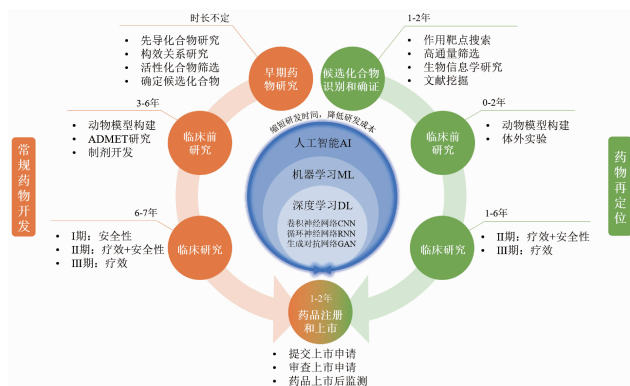 时长不定
• 先导化合物研究
• 构效关系研究
• 活性化合物筛选
• 确定候选化合物
早期药
物研究
1-2年
候选化合物
识别和确证
• 作用靶点搜索
• 高通量筛选
• 生物信息学研究
• 文献挖掘
3-6年
• 动物模型构建
• ADMET研究
• 制剂开发
临床前
研究
缩短研发时间，降低研发成本
人工智能AI
机器学习ML
深度学习DL
卷积神经网络CNN
循环神经网络RNN
生成对抗网络GAN
0-2年
临床前
研究
• 动物模型构建
• 体外实验
常规药物开发
药物再定位
6-7年
• I期：安全性
• II期：疗效+安全性
• III期：疗效
临床研究
1-6年
临床研究
• II期：疗效+安全性
• III期：疗效
1-2年
药品注册
和上市
• 提交上市申请
• 审查上市申请
• 药品上市后监测